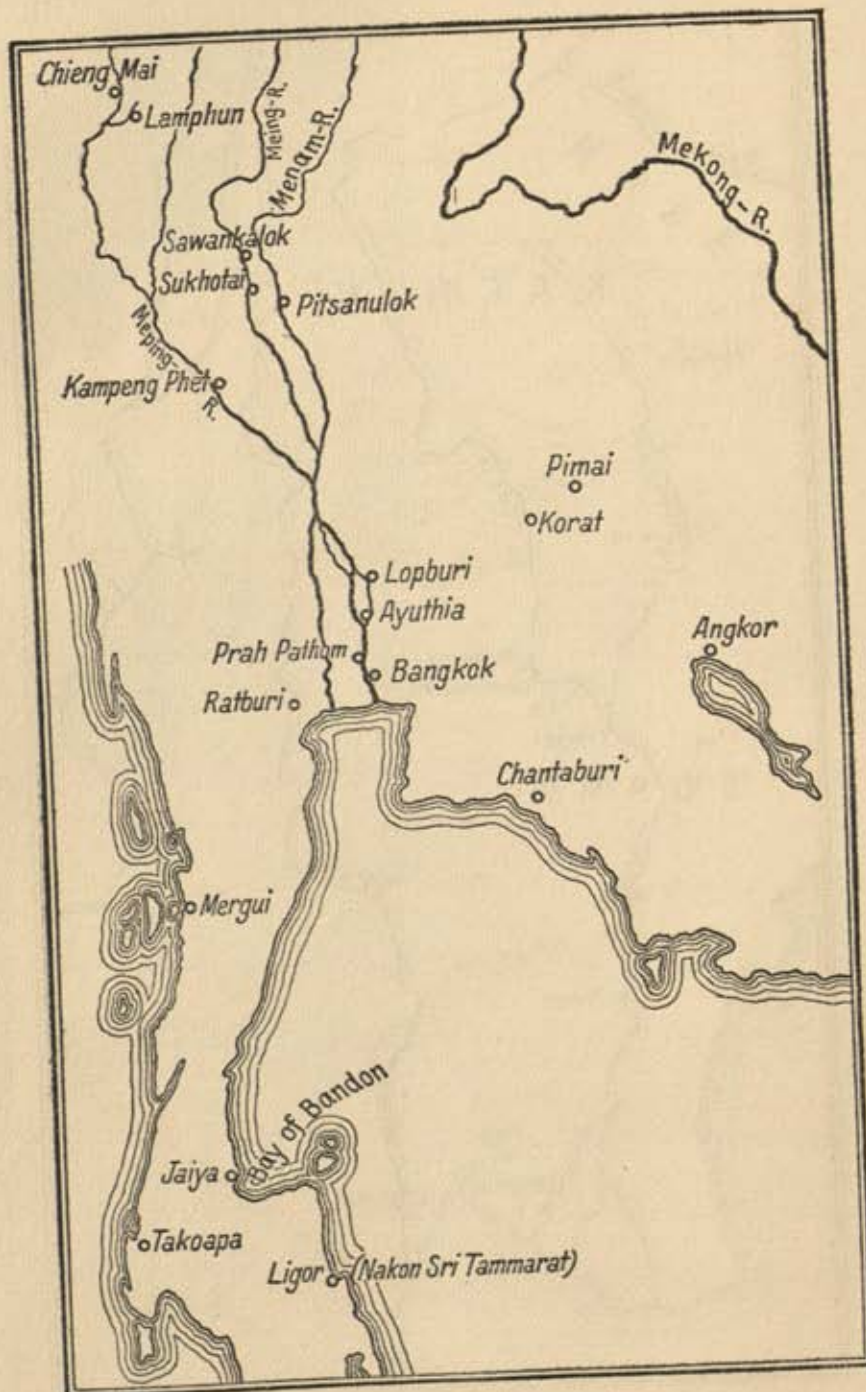 Chieng Mai
Lamphun
Meing-R.
Menam-R.
Mekong-R.
Sawankalok
Sukhotai
Pitsanulok
Meping-R.
Kampeng Phet
Pimai
Korat
Lopburi
Ayuthia
Prah Pathom
Bangkok
Angkor
Ratburi
Chantaburi
Mergui
Bay of Bandon
Jaiya
Takoapa
Ligor (Nakon Sri Tammarat)